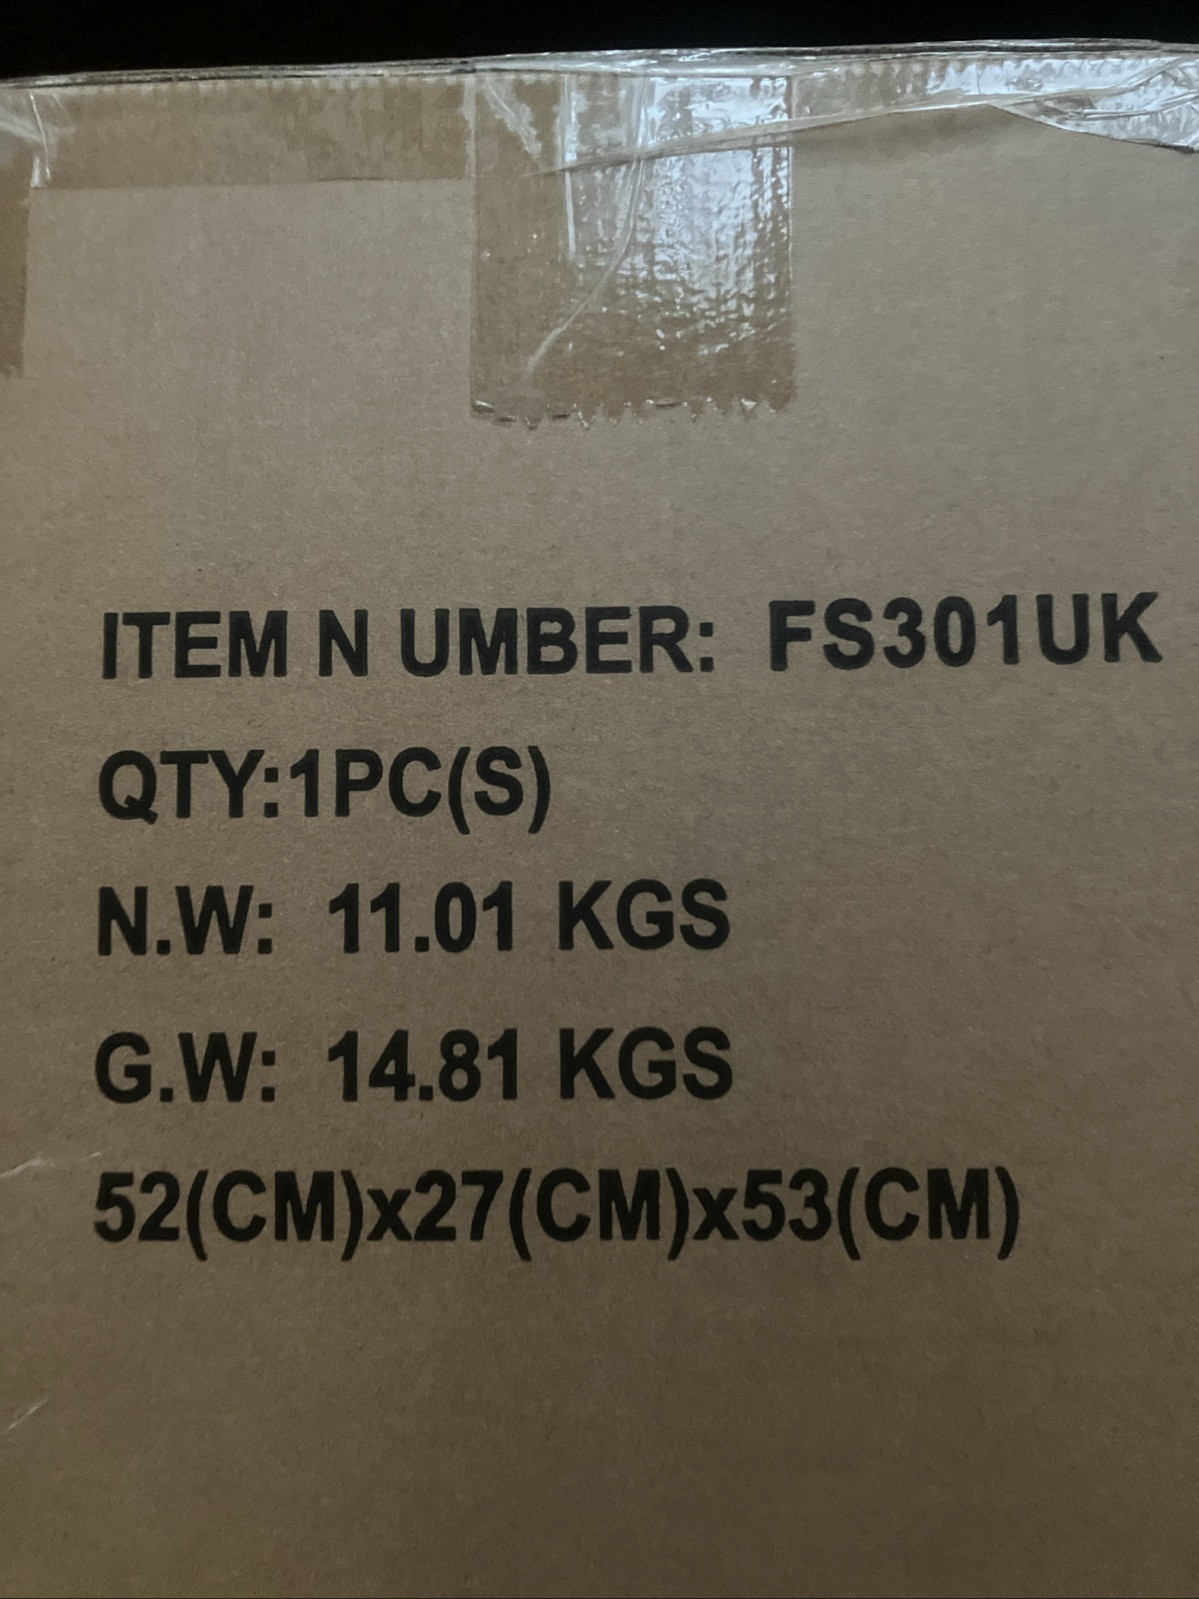 ITEM N UMBER: FS301UK
QTY:1PC(S)
N.W: 11.01 KGS
G.W: 14.81 KGS
52(CM)x27(CM)x53(CM)